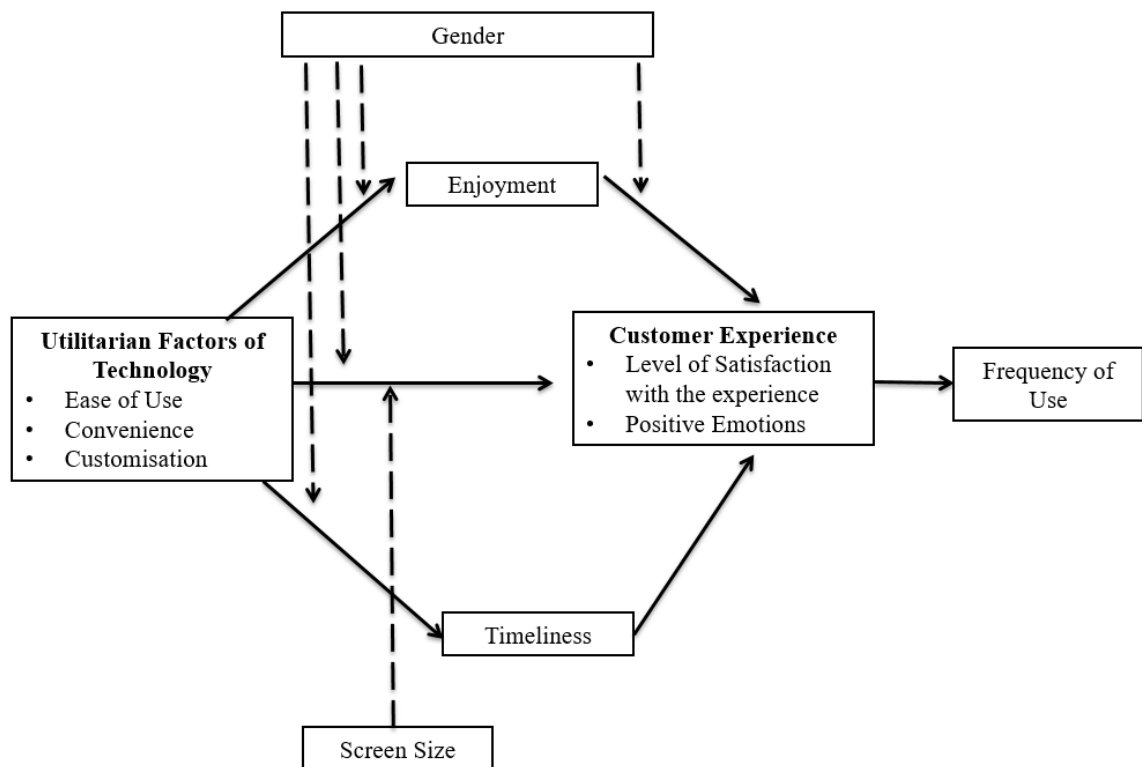 Gender
Enjoyment
Utilitarian Factors of
Technology
• Ease of Use
• Convenience
• Customisation
Customer Experience
• Level of Satisfaction
with the experience
• Positive Emotions
Frequency of
Use
Timeliness
Screen Size